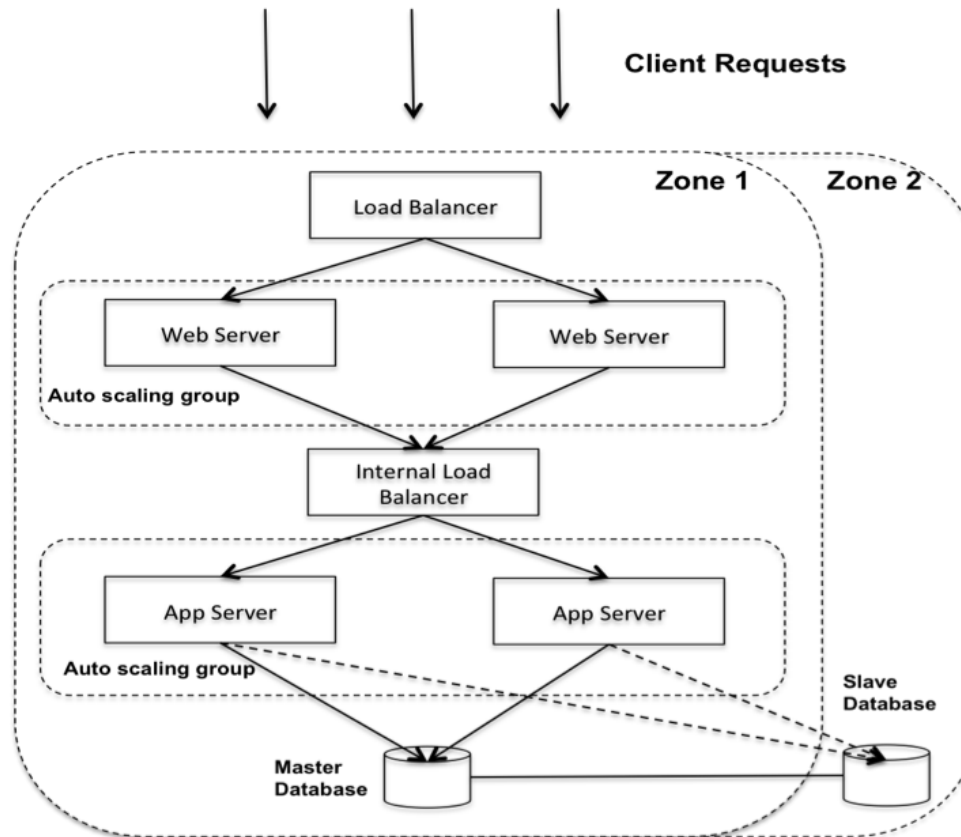 Client Requests
Zone 1
Zone 2
Load Balancer
Web Server
Web Server
Auto scaling group
Internal Load
Balancer
App Server
App Server
Auto scaling group
Slave
Database
Master
Database